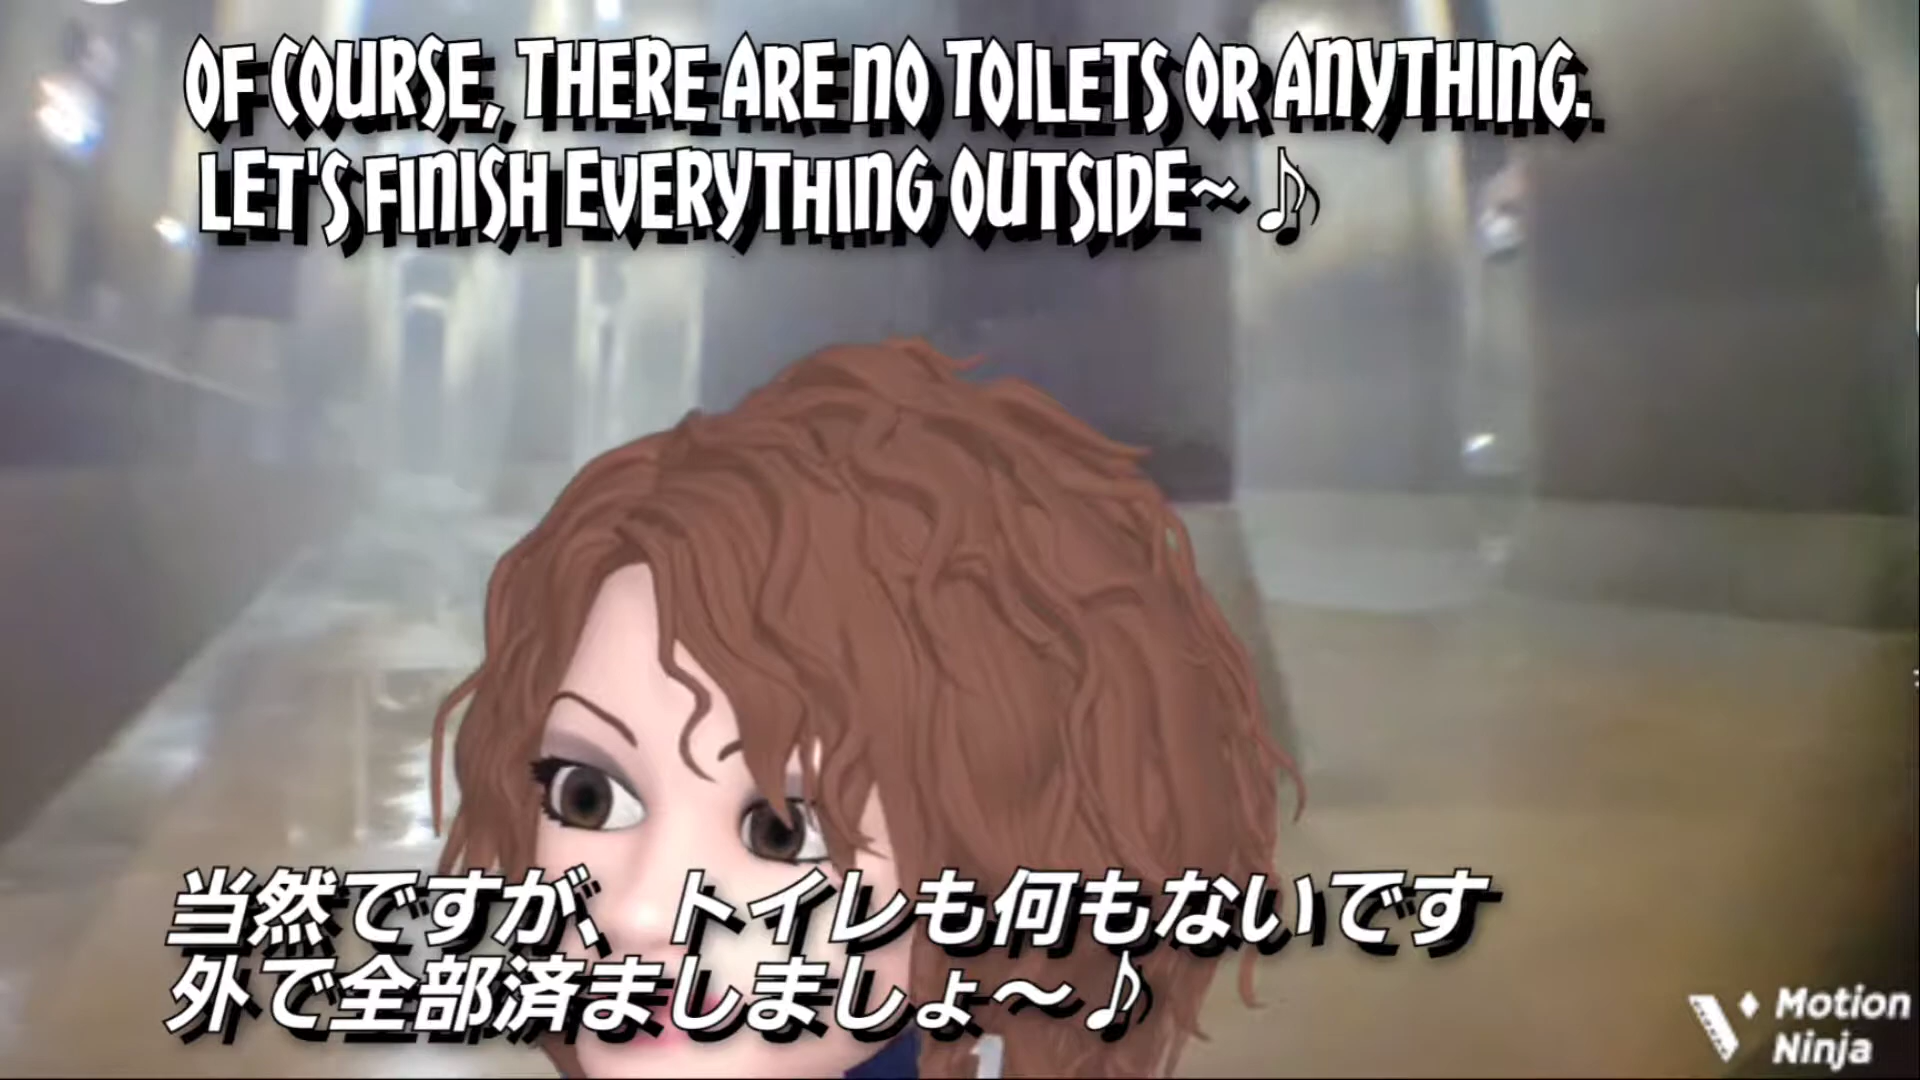 OF COURSE, THERE ARE NO TOILETS OR ANYTHING.
LET'S FINISH EVERYTHING OUTSIDE~♪
当然ですが、トイレも何もないです
外で全部済ましましょ～♪
Motion
Ninja